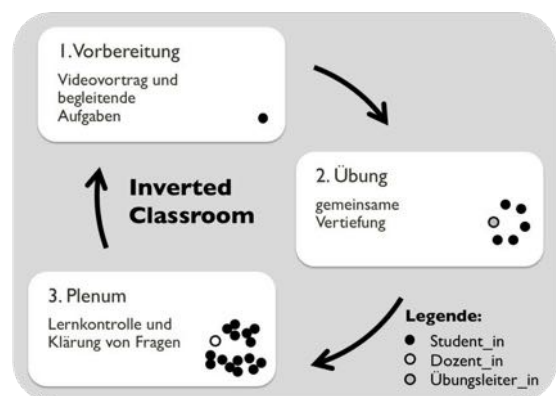 1. Vorbereitung
Videovortrag und
begleitende
Aufgaben
Inverted
Classroom
2. Übung
gemeinsame
Vertiefung
3. Plenum
Lernkontrolle und
Klärung von Fragen
Legende:
Student_in
Dozent_in
Übungsleiter_in